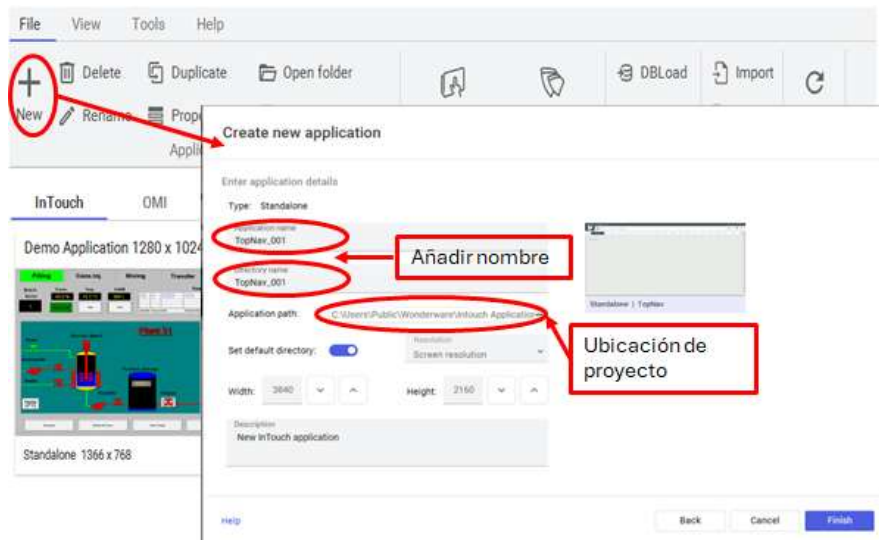 File View Tools Help
New
Delete Duplicate Open folder
DBLoad Import
Rename Prope
Appli
InTouch OMI
Demo Application 1280 x 1024
Standalone 1366 x 768
Create new application
Enter application details
Type: Standalone
Application name
TopNav_001
Directory name
TopNav_001
Añadir nombre
Application path: C:\Users\Public\Wonderware\Intouch Application
Ubicación de
proyecto
Set default directory:
Resolution
Screen resolution
Width: 3840
Height: 2160
Description
New InTouch application
Standalone | TopNav
Help
Back Cancel Finish